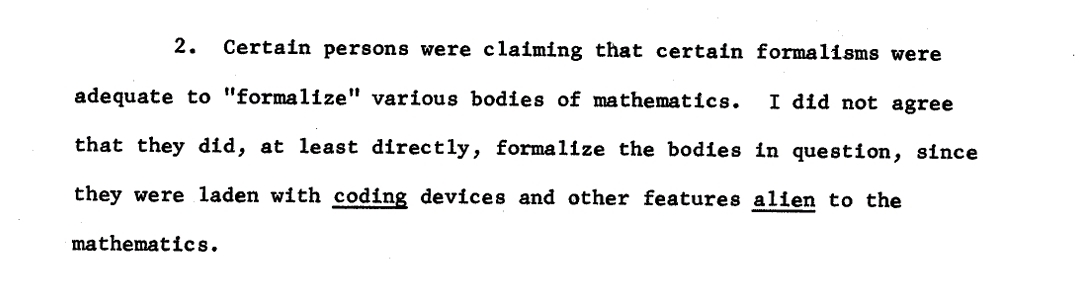 2. Certain persons were claiming that certain formalisms were
adequate to "formalize" various bodies of mathematics. I did not agree
that they did, at least directly, formalize the bodies in question, since
they were laden with coding devices and other features alien to the
mathematics.